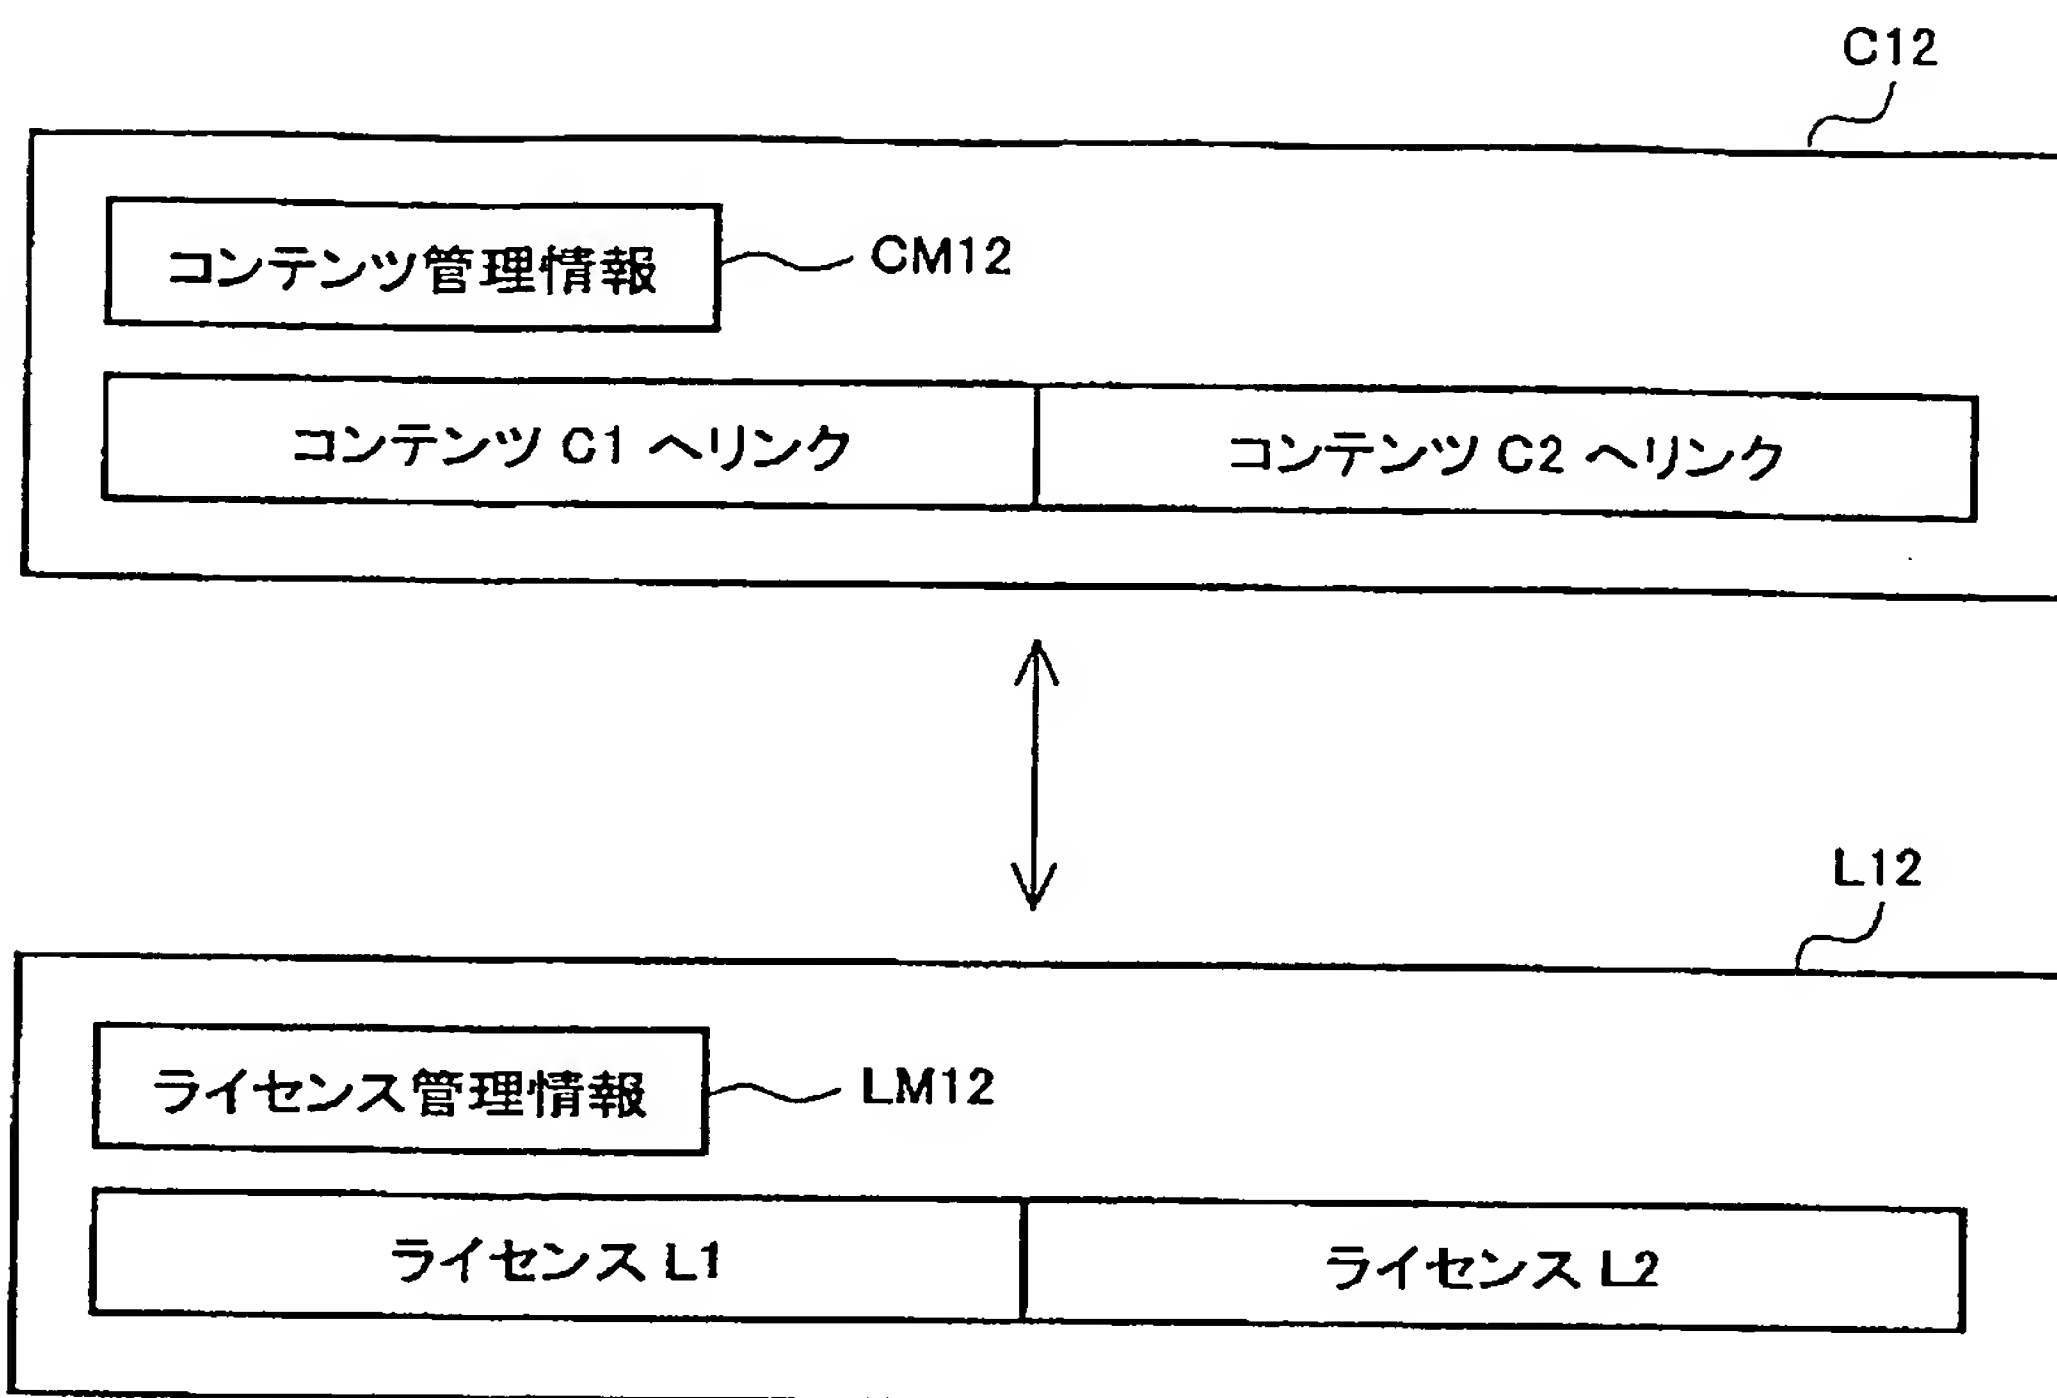 C12
コンテンツ管理情報
CM12
コンテンツ C1 へリンク
コンテンツ C2 へリンク
L12
ライセンス管理情報
LM12
ライセンス L1
ライセンス L2